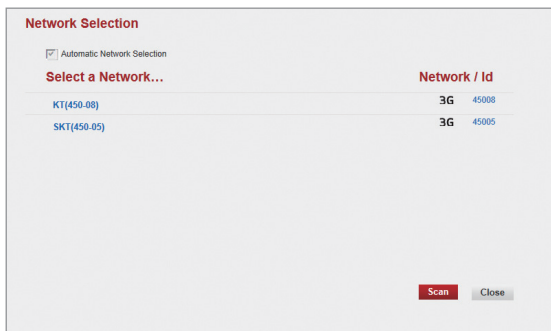 Network Selection
Automatic Network Selection
Select a Network... Network / Id
KT(450-08) 3G 45008
SKT(450-05) 3G 45005
Scan Close